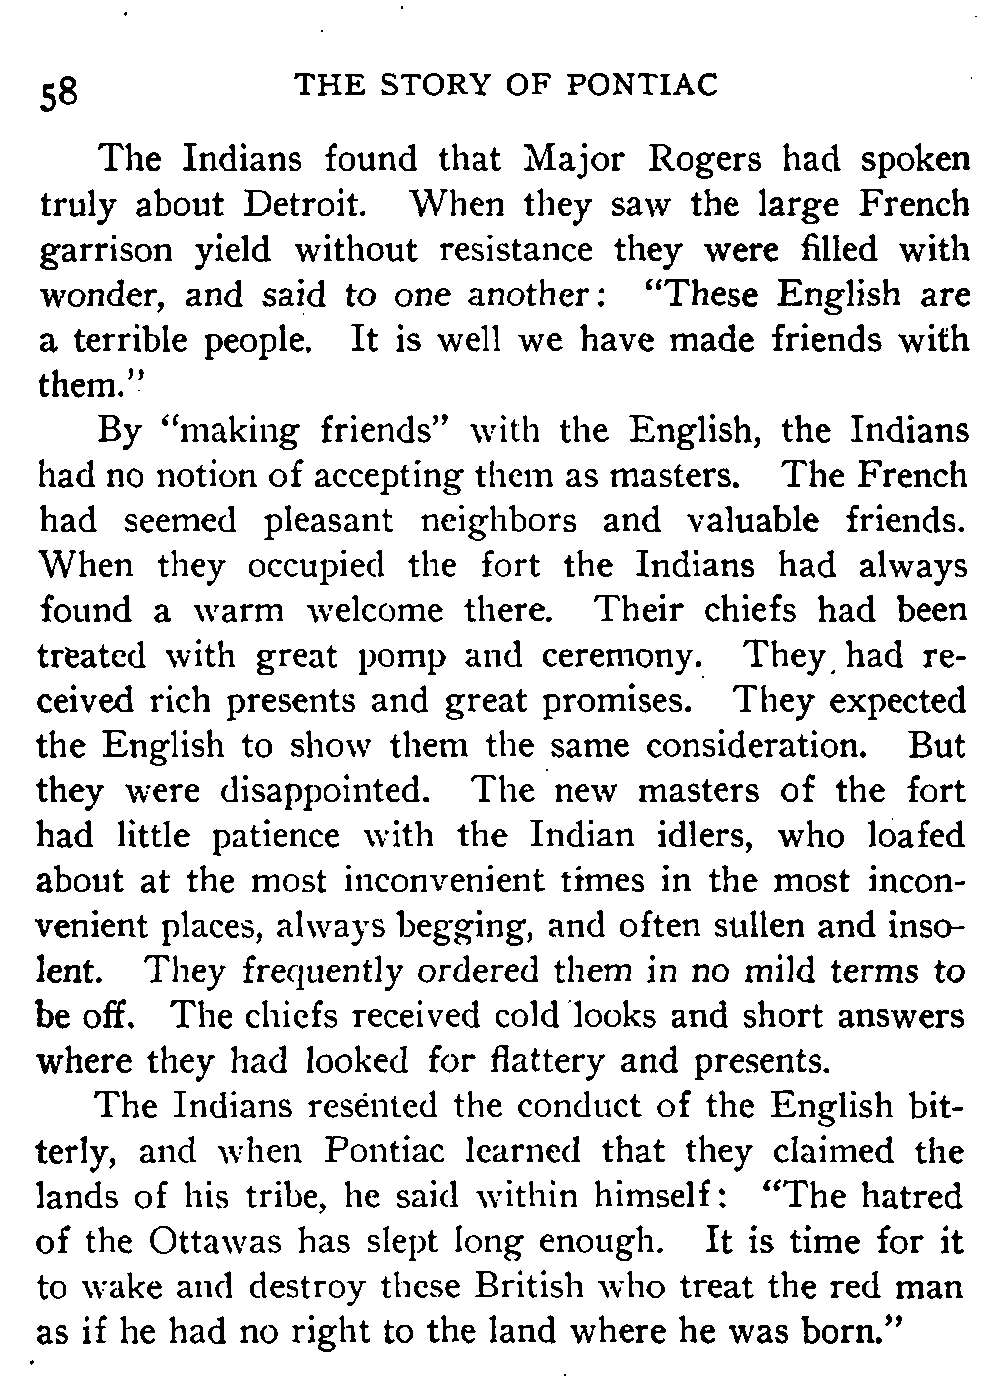 58 THE STORY OF PONTIAC
The Indians found that Major Rogers had spoken
truly about Detroit. When they saw the large French
garrison yield without resistance they were filled with
wonder, and said to one another: “These English are
a terrible people. It is well we have made friends with
them.”
By “making friends” with the English, the Indians
had no notion of accepting them as masters. The French
had seemed pleasant neighbors and valuable friends.
When they occupied the fort the Indians had always
found a warm welcome there. Their chiefs had been
treated with great pomp and ceremony. They had re-
ceived rich presents and great promises. They expected
the English to show them the same consideration. But
they were disappointed. The new masters of the fort
had little patience with the Indian idlers, who loafed
about at the most inconvenient times in the most incon-
venient places, always begging, and often sullen and inso-
lent. They frequently ordered them in no mild terms to
be off. The chiefs received cold looks and short answers
where they had looked for flattery and presents.
The Indians resented the conduct of the English bit-
terly, and when Pontiac learned that they claimed the
lands of his tribe, he said within himself: “The hatred
of the Ottawas has slept long enough. It is time for it
to wake and destroy these British who treat the red man
as if he had no right to the land where he was born.”